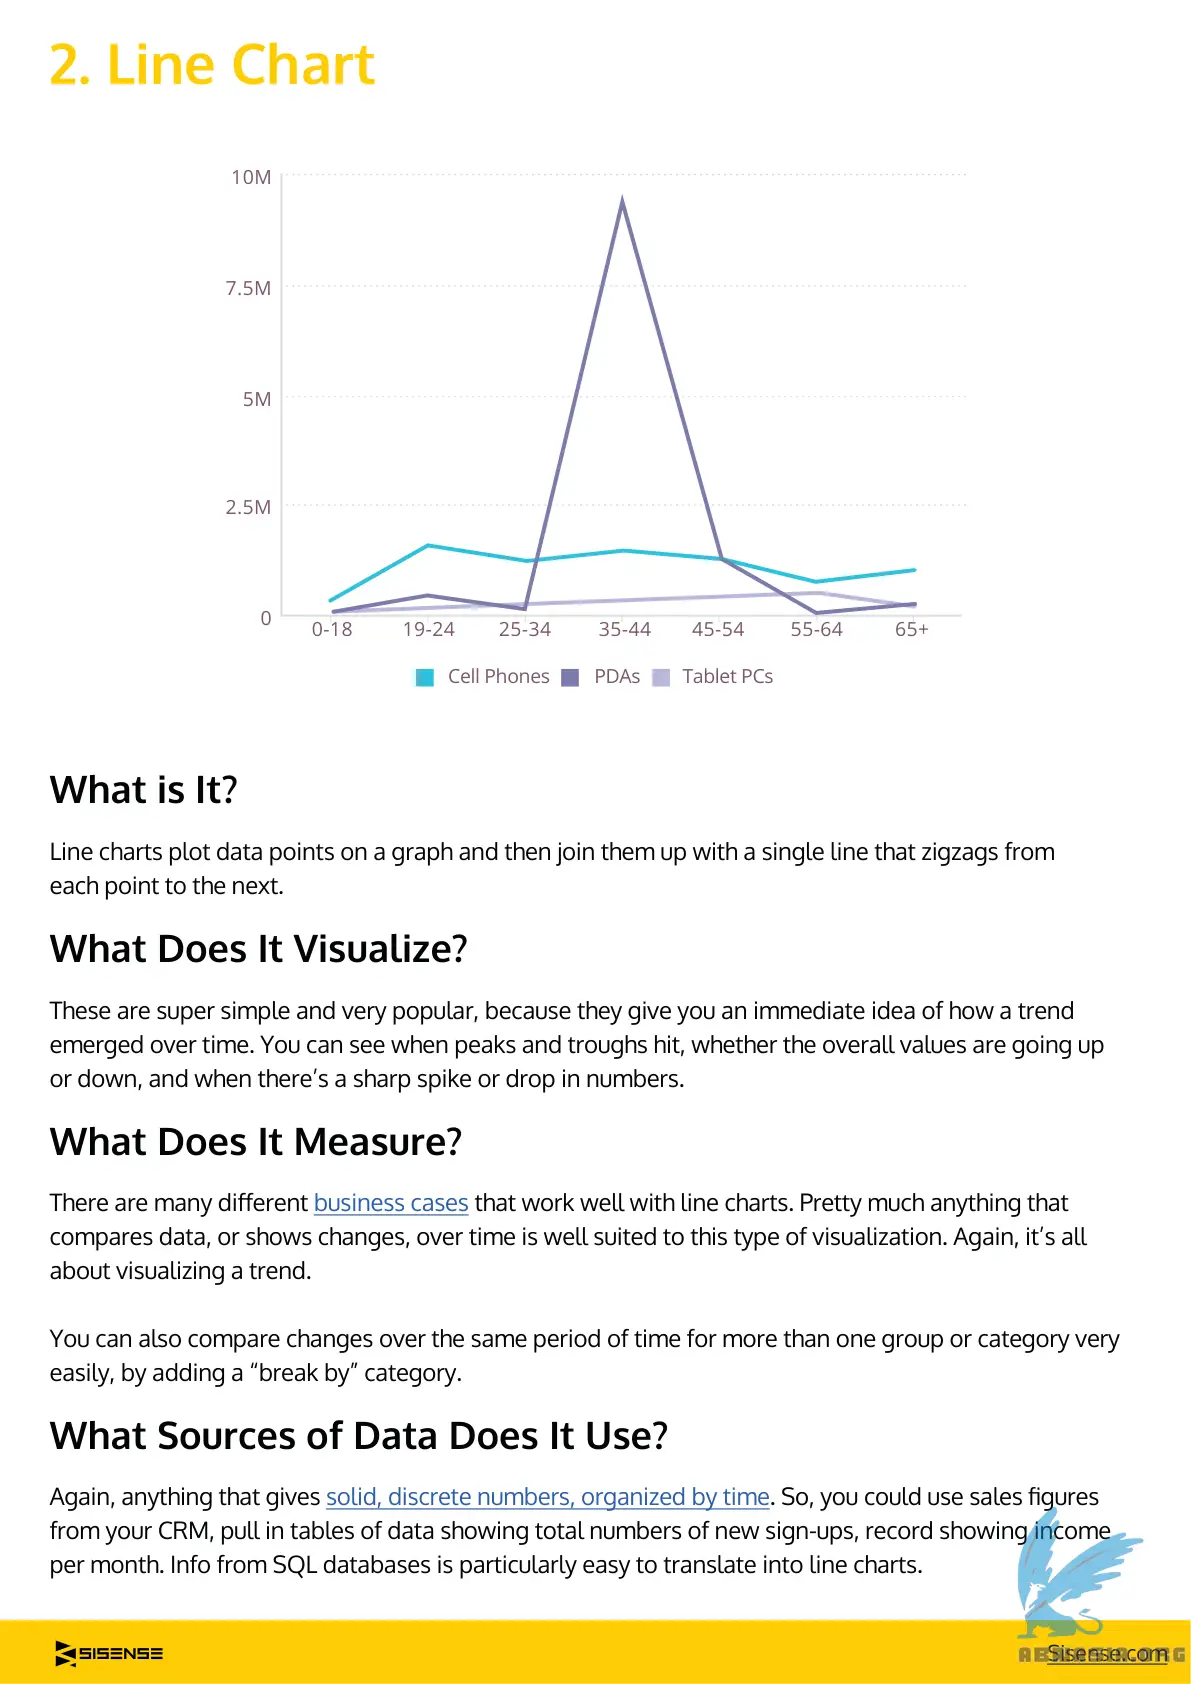 2. Line Chart
10M
7.5M
5M
2.5M
0
0-18 19-24 25-34 35-44 45-54 55-64 65+
Cell Phones PDAs Tablet PCs
What is It?
Line charts plot data points on a graph and then join them up with a single line that zigzags from
each point to the next.
What Does It Visualize?
These are super simple and very popular, because they give you an immediate idea of how a trend
emerged over time. You can see when peaks and troughs hit, whether the overall values are going up
or down, and when there’s a sharp spike or drop in numbers.
What Does It Measure?
There are many different business cases that work well with line charts. Pretty much anything that
compares data, or shows changes, over time is well suited to this type of visualization. Again, it’s all
about visualizing a trend.
You can also compare changes over the same period of time for more than one group or category very
easily, by adding a “break by” category.
What Sources of Data Does It Use?
Again, anything that gives solid, discrete numbers, organized by time. So, you could use sales figures
from your CRM, pull in tables of data showing total numbers of new sign-ups, record showing income
per month. Info from SQL databases is particularly easy to translate into line charts.
SISENSE
Sisense.com